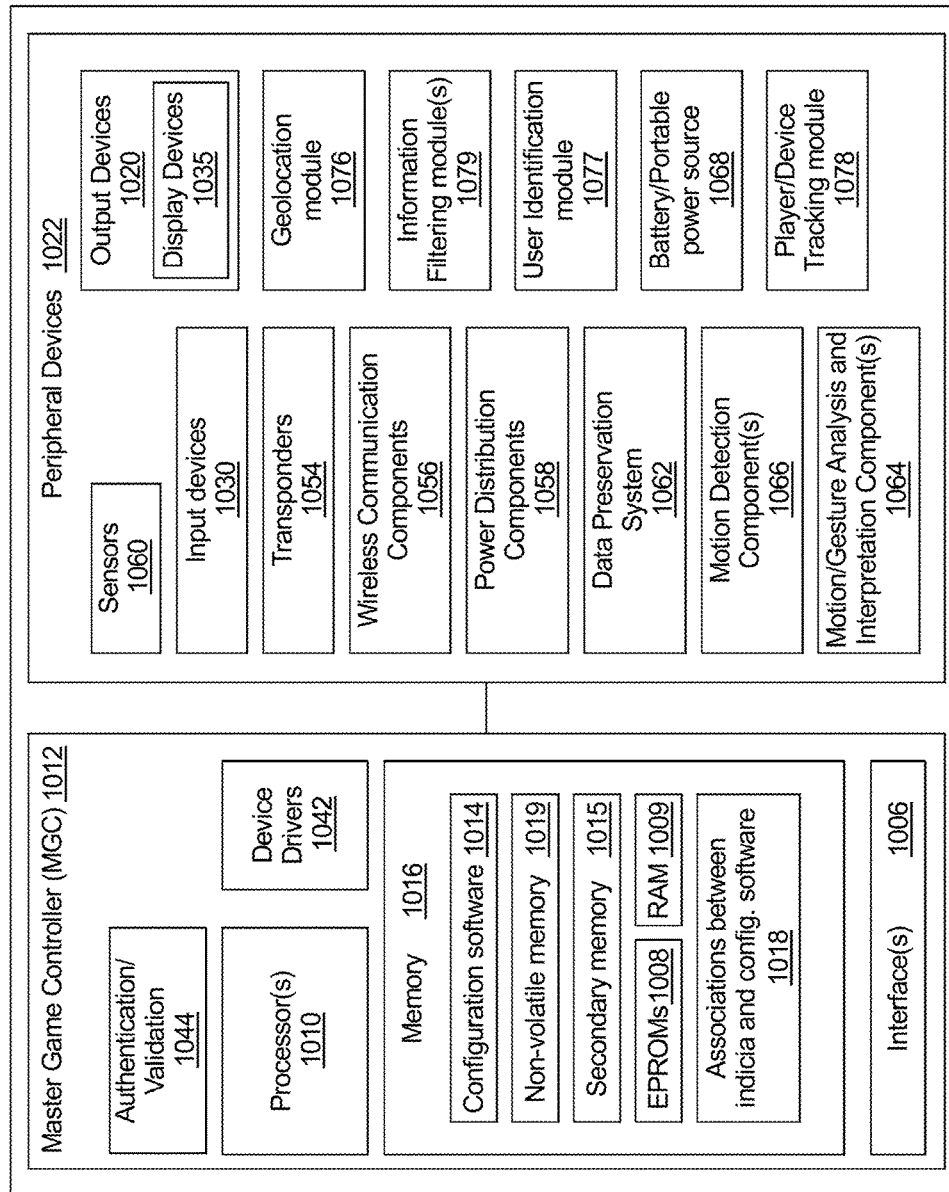 Master Game Controller (MGC) 1012
Authentication/
Validation
1044
Processor(s)
1010
Device
Drivers
1042
Memory 1016
Configuration software 1014
Non-volatile memory 1019
Secondary memory 1015
EPROMs1008
RAM 1009
Associations between
indicia and config. software
1018
Interface(s) 1006
Peripheral Devices 1022
Sensors
1060
Input devices
1030
Transponders
1054
Wireless Communication
Components
1056
Power Distribution
Components
1058
Data Preservation
System
1062
Motion Detection
Component(s)
1066
Motion/Gesture Analysis and
Interpretation Component(s)
1064
Output Devices
1020
Display Devices
1035
Geolocation
module
1076
Information
Filtering module(s)
1079
User Identification
module
1077
Battery/Portable
power source
1068
Player/Device
Tracking module
1078